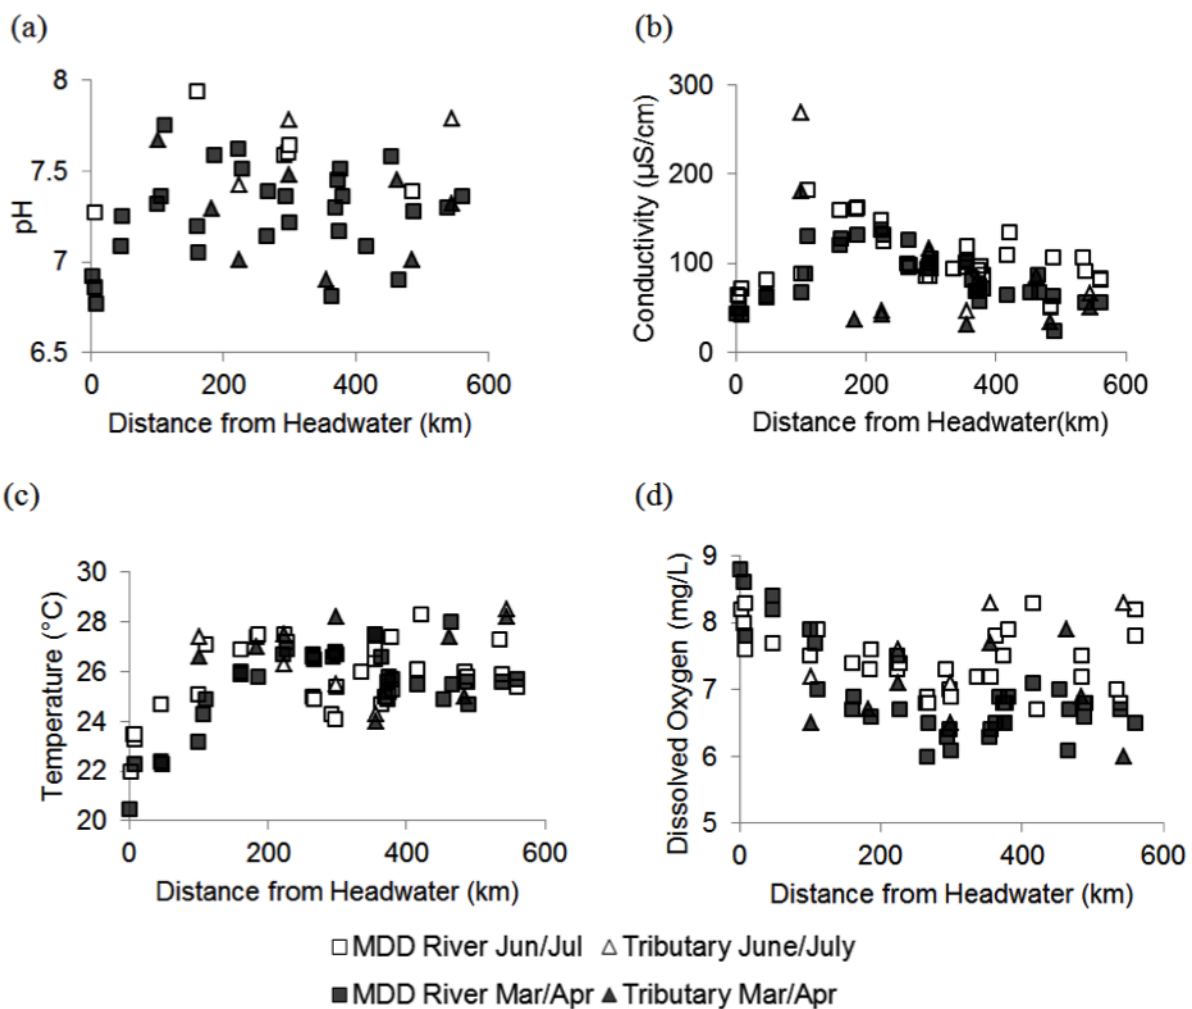 (a)
(b)
8
7.5
7
6.5
pH
0
200
400
600
Distance from Headwater (km)
300
200
100
0
Conductivity (µS/cm)
0
200
400
600
Distance from Headwater(km)
(c)
(d)
30
28
26
24
22
20
Temperature (°C)
0
200
400
600
Distance from Headwater (km)
9
8
7
6
5
Dissolved Oxygen (mg/L)
0
200
400
600
Distance from Headwater (km)
MDD River Jun/Jul
Tributary June/July
MDD River Mar/Apr
Tributary Mar/Apr